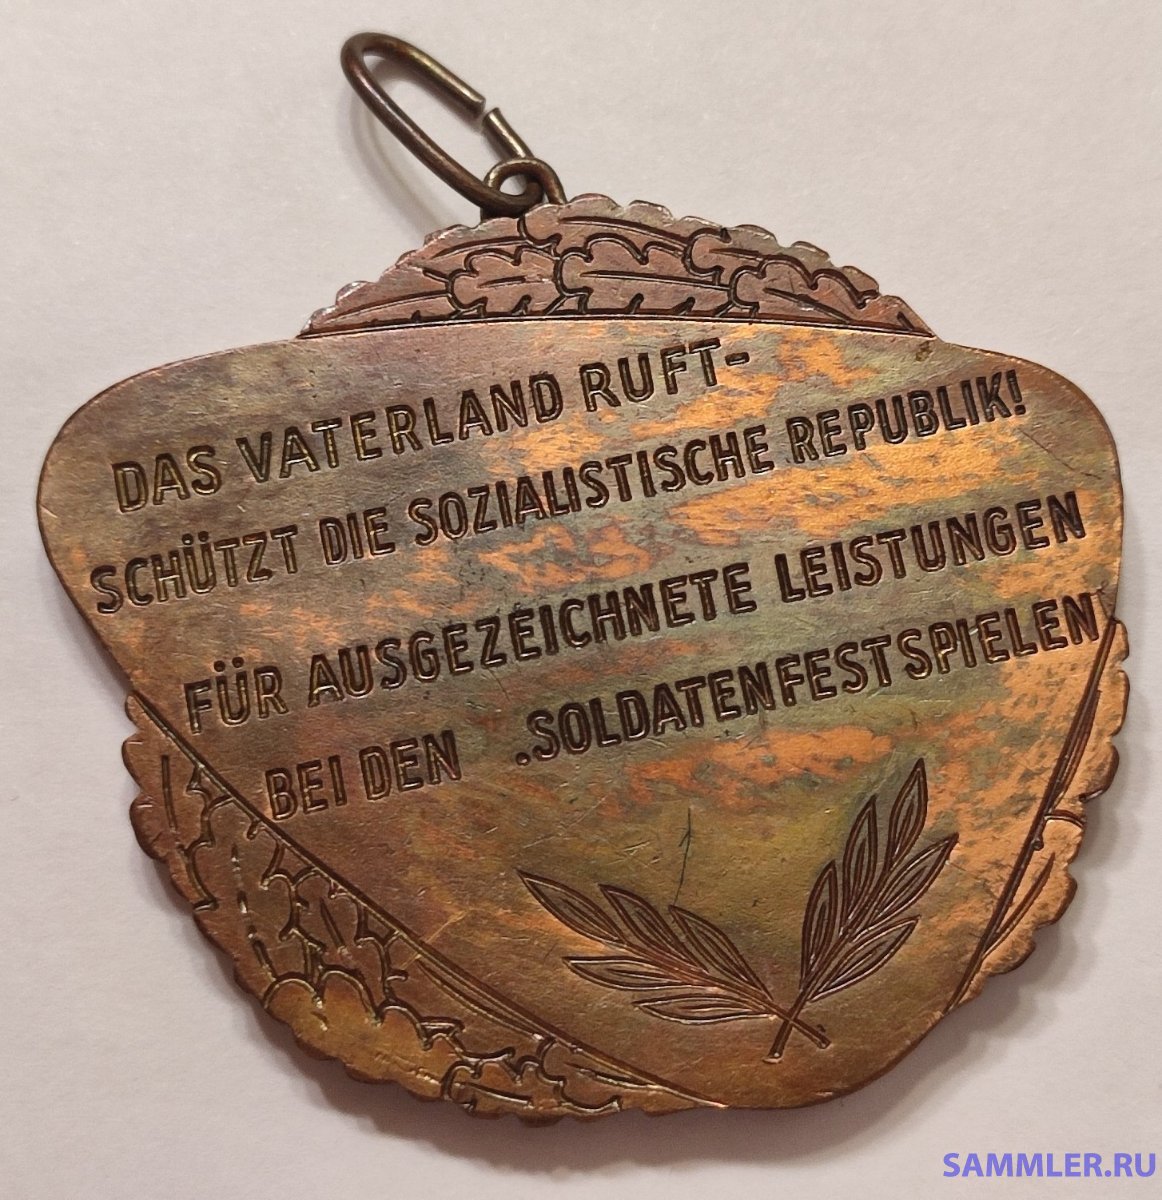 DAS VATERLAND RUFT-
SCHÜTZT DIE SOZIALISTISCHE REPUBLIK!
FÜR AUSGEZEICHNETE LEISTUNGEN
BEI DEN .SOLDATENFESTSPIELEN
SAMMLER.RU